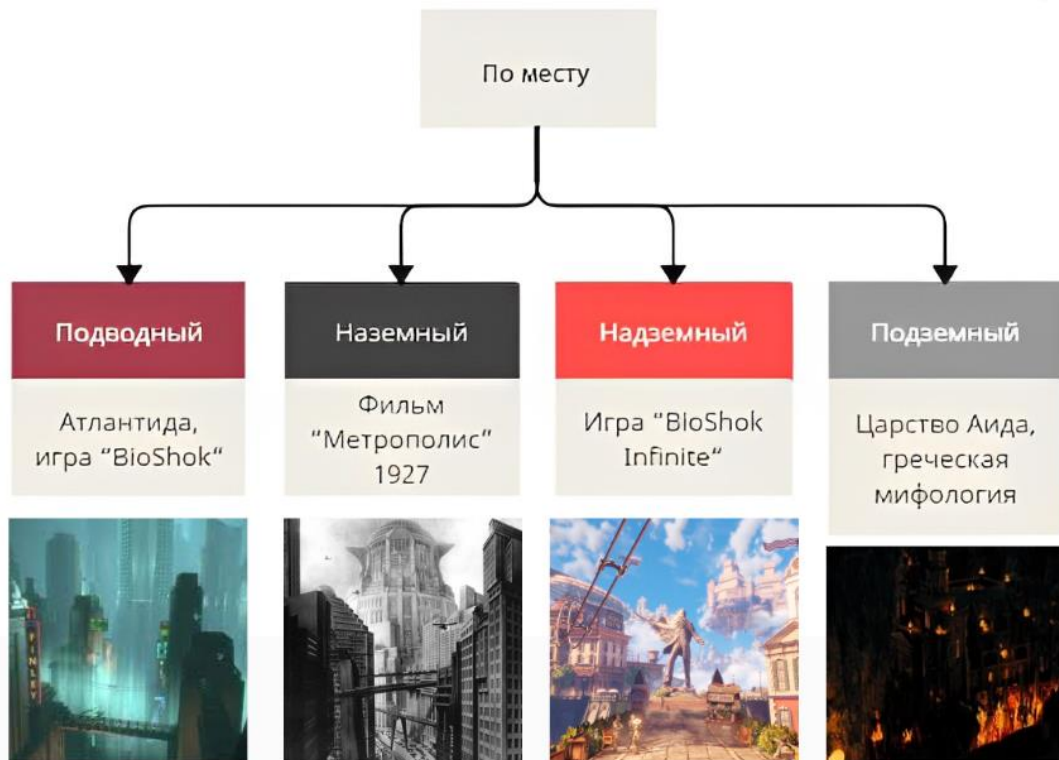 По месту
Подводный
Атлантида,
игра “BioShok“
Наземный
Фильм
“Метрополис“
1927
Надземный
Игра “BioShok
Infinite“
Подземный
Царство Аида,
греческая
мифология
FINLEY